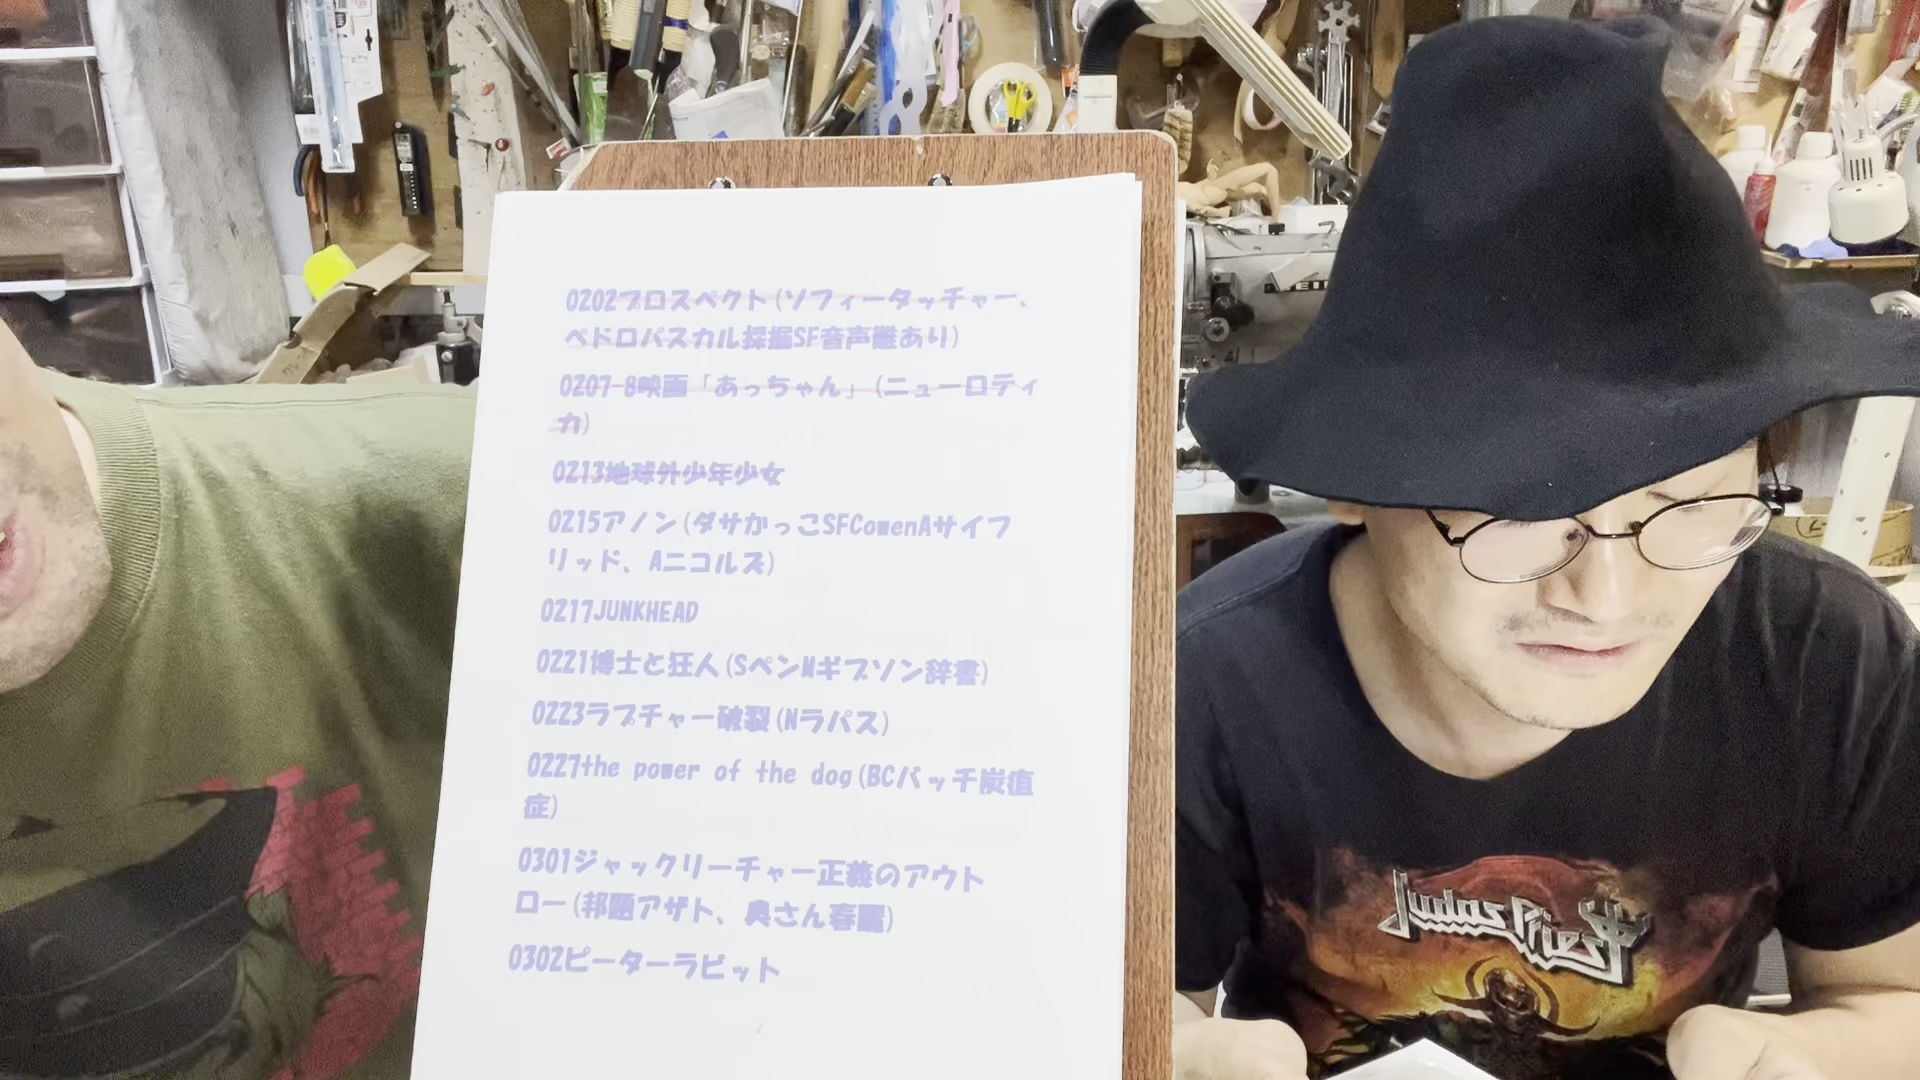 0202プロスペクト(ソフィータッチャー、
ペドロパスカル採掘SF音声難あり)
0207-8映画「あっちゃん」(ニューロティ
カ)
0213地球外少年少女
0215アノン(ダサかっこSFCowenAサイフ
リッド、Aニコルズ)
0217JUNKHEAD
0221博士と狂人(SペンMギブソン辞書)
0223ラプチャー破裂(Nラパス)
0227the power of the dog(BCバッチ炭疽
症)
0301ジャックリーチャー正義のアウト
ロー(邦題アザト、奥さん春麗)
0302ピーターラビット
2
Judas Priest